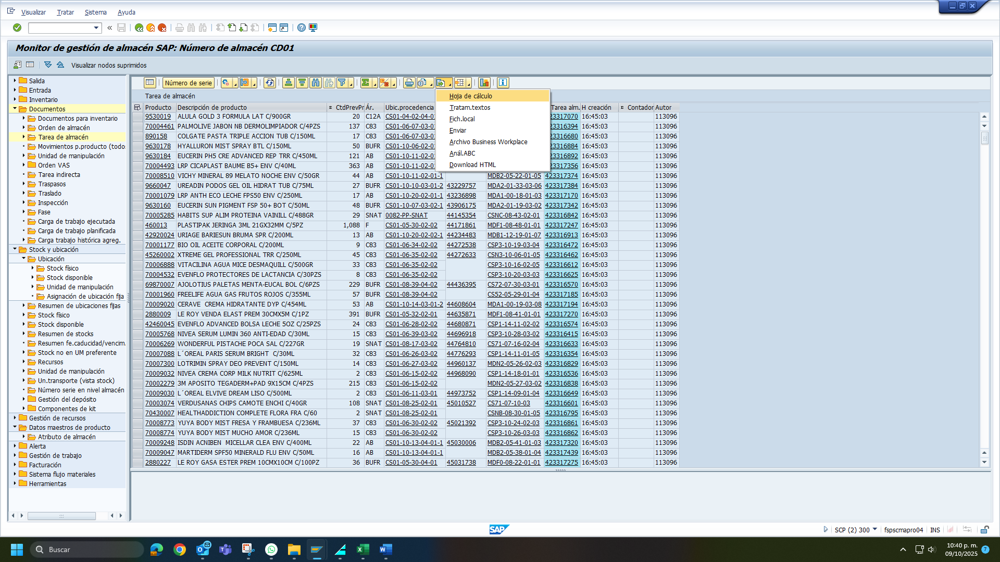 Visualizar Tratar Sistema Ayuda
Monitor de gestión de almacén SAP: Número de almacén CD01
Visualizar nodos suprimidos
Salida
Entrada
Inventario
Documentos
Documentos para inventario
Orden de almacén
Tarea de almacén
Movimientos p.producto (todo:
Unidad de manipulación
Orden VAS
Tarea indirecta
Traspasos
Traslado
Inspección
Fase
Carga de trabajo ejecutada
Carga de trabajo planificada
Carga trabajo histórica agreg.
Stock y ubicación
Ubicación
Stock físico
Stock disponible
Unidad de manipulación
Asignación de ubicación fija
Resumen de ubicaciones fijas
Stock físico
Stock disponible
Resumen de stocks
Resumen fe.caducidad/vencim.
Stock no en UM preferente
Recursos
Unidad de manipulación
Un.transporte (vista stock)
Número serie en nivel almacén
Gestión del depósito
Componentes de kit
Gestión de recursos
Datos maestros de producto
Atributo de almacén
Alerta
Gestión de trabajo
Facturación
Sistema flujo materiales
Herramientas
Número de serie
Tarea de almacén
Hoja de cálculo
Tratam.textos
Fich.local
Enviar
Archivo Business Workplace
Anál.ABC
Download HTML
Producto Descripción de producto Σ CtdPrevPr Ár. Ubic.procedencia Tarea alm. H creación Σ Contador Autor
9530019 ALULA GOLD 3 FORMULA LAT C/900GR 20 C12A CS01-04-02-04-0 23317070 16:45:03 113096
70004461 PALMOLIVE JABON NB DERMOLIMPIADOR C/4PZS 137 C83 CS01-06-07-03-0 23316394 16:45:03 113096
890158 COLGATE PASTA TRIPLE ACCION TUB C/150ML 17 C83 CS01-06-07-03-0 23316680 16:45:03 113096
9630178 HYALLURON MIST SPRAY BTL C/150ML 50 BUFR CS01-10-06-02-0 23316884 16:45:03 113096
9630184 EUCERIN PH5 CRE ADVANCED REP TRR C/450ML 121 AB CS01-10-11-02-0 23316892 16:45:03 113096
70004493 LRP CICAPLAST BAUME B5+ ENV C/40ML 363 AB CS01-10-11-02-0 23317356 16:45:03 113096
70008510 VICHY MINERAL 89 MELATO NOCHE ENV C/50GR 44 AB CS01-10-11-02-01-1 MDB2-05-22-01-05 423317374 16:45:03 113096
9660047 UREADIN PODOS GEL OIL HIDRAT TUB C/75ML 27 BUFR CS01-10-10-03-01-2 43229757 MDA2-01-33-03-06 423317384 16:45:03 113096
70001079 LRP ANTH ECO LECHE FPS50 ENV C/250ML 17 AB CS01-10-20-02-01-1 43236898 MDA1-00-18-01-03 423317170 16:45:03 113096
9630160 EUCERIN SUN PIGMENT FSP 50+ BOT C/50ML 48 BUFR CS01-10-07-03-02-1 43906175 MDA2-01-19-03-02 423317342 16:45:03 113096
70005285 HABITS SUP ALIM PROTEINA VAINILL C/488GR 29 SNAT 0082-PP-SNAT 44145354 CSNC-08-43-02-01 423316842 16:45:03 113096
460013 PLASTIPAK JERINGA 3ML 21GX32MM C/5PZ 1,088 F CS01-05-30-02-02 44171861 MDF1-08-48-01-01 423317247 16:45:03 113096
42920024 URIAGE BARIESUN BRUMA SPR C/200ML 13 AB CS01-10-20-02-02-1 44234483 MDB1-12-19-01-07 423316913 16:45:03 113096
70001177 BIO OIL ACEITE CORPORAL C/200ML 9 C83 CS01-06-34-02-02 44272538 CSP3-10-19-03-04 423316472 16:45:03 113096
45260002 XTREME GEL PROFESSIONAL TRR C/250ML 45 C83 CS01-06-35-02-02 44272633 CSN3-10-06-01-05 423316462 16:45:03 113096
70006888 VITACILINA AGUA MICE DESMAQUILL C/500GR 33 C83 CS01-06-35-02-02 CSP3-10-16-02-05 423316612 16:45:03 113096
70004532 EVENFLO PROTECTORES DE LACTANCIA C/30PZS 8 C83 CS01-06-35-02-02 CSP3-10-20-03-03 423316625 16:45:03 113096
69870007 AJOLOTIUS PALETAS MENTA-EUCAL BOL C/6PZS 229 BUFR CS01-08-39-04-02 44436395 CS72-07-30-03-01 423316570 16:45:03 113096
70001960 FREELIFE AGUA GAS FRUTOS ROJOS C/355ML 57 BUFR CS01-08-39-04-02 CS52-05-29-01-04 423317185 16:45:03 113096
70009020 CERAVE CREMA HIDRATANTE DYP C/454ML 53 AB CS01-10-14-03-01-2 44608604 MDA1-00-19-03-08 423317194 16:45:03 113096
2880009 LE ROY VENDA ELAST PREM 30CMX5M C/1PZ 391 BUFR CS01-05-32-02-01 44635871 MDF1-08-41-01-01 423317270 16:45:03 113096
42460045 EVENFLO ADVANCED BOLSA LECHE 5OZ C/25PZS 24 C83 CS01-06-28-02-02 44680871 CSP1-14-11-02-02 423316574 16:45:03 113096
70005768 NIVEA SERUM LUMIN 360 ANTI-EDAD C/30ML 15 C83 CS01-06-39-03-02 44696918 CSP3-10-28-03-02 423316415 16:45:03 113096
70006269 WONDERFUL PISTACHE POCA SAL C/227GR 19 SNAT CS01-08-17-03-02 44764810 CS71-07-16-02-04 423316633 16:45:03 113096
70007088 L´OREAL PARIS SERUM BRIGHT C/30ML 32 C83 CS01-06-26-03-02 44776293 CSP1-14-11-01-05 423316354 16:45:03 113096
70007300 LOTRIMIN SPRAY DEO PREVENT C/150ML 14 C83 CS01-06-27-03-02 44960137 MDN2-05-26-02-03 423316829 16:45:03 113096
70009032 NIVEA CREMA CORP MILK NUTRIT C/625ML 2 C83 CS01-06-15-02-02 44968090 CSP1-14-18-01-01 423316536 16:45:03 113096
70002279 3M APOSITO TEGADERM+PAD 9X15CM C/4PZS 215 C83 CS01-06-15-02-02 MDN2-05-27-03-02 423316838 16:45:03 113096
70009030 L´OREAL ELVIVE DREAM LISO C/500ML 2 C83 CS01-06-11-03-01 44973752 CSP1-14-09-01-04 423316649 16:45:03 113096
70003074 VERDUSANAS CHIPS CAMOTE ENCHI C/40GR 108 SNAT CS01-08-25-02-01 45010527 CS71-07-10-03 423316601 16:45:03 113096
70430007 HEALTHADDICTION COMPLETE FLORA FRA C/60 2 SNAT CS01-08-25-02-01 CSNB-08-30-01-05 423316795 16:45:03 113096
70008773 YUYA BODY MIST FRESA Y FRAMBUESA C/236ML 37 C83 CS01-06-30-02-02 45021392 CSP3-10-24-02-03 423316861 16:45:03 113096
70008774 YUYA BODY MIST MUCHO AMOR C/236ML 15 C83 CS01-06-30-02-02 CSP3-10-26-03-03 423316862 16:45:03 113096
70009248 ISDIN ACNIBEN MICELLAR CLEA ENV C/400ML 22 AB CS01-10-13-04-01-1 45030006 MDB2-05-41-01-03 423317320 16:45:03 113096
70009047 MARTIDERM SPF50 MINERALD FLU ENV C/50ML 16 AB CS01-10-13-04-01-1 MDB2-05-38-01-04 423317439 16:45:03 113096
2880227 LE ROY GASA ESTER PREM 10CMX10CM C/100PZ 36 BUFR CS01-05-30-04-01 45031738 MDF0-08-22-01-01 423317275 16:45:03 113096
SAP
SCP (2) 300 fspscmapro04 INS
Buscar
10:40 p. m.
09/10/2025
7